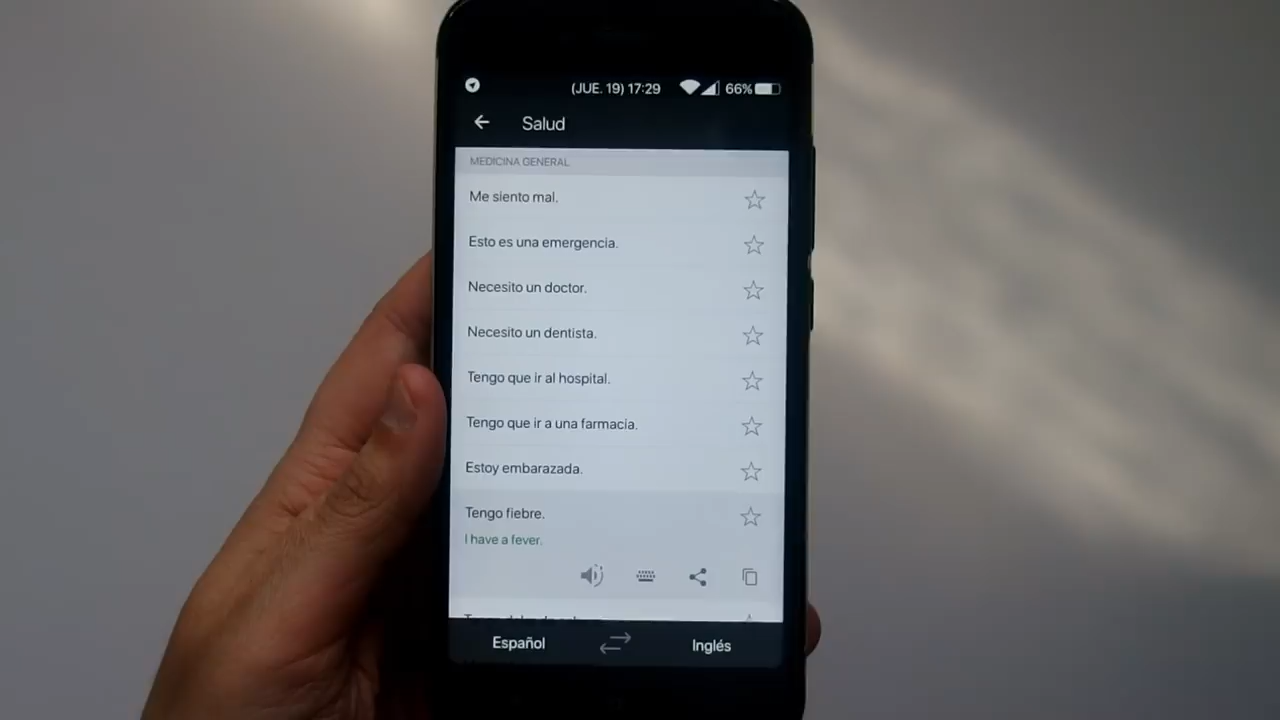 (JUE. 19) 17:29 66%
Salud
MEDICINA GENERAL
Me siento mal.
Esto es una emergencia.
Necesito un doctor.
Necesito un dentista.
Tengo que ir al hospital.
Tengo que ir a una farmacia.
Estoy embarazada.
Tengo fiebre.
I have a fever.
Español Inglés